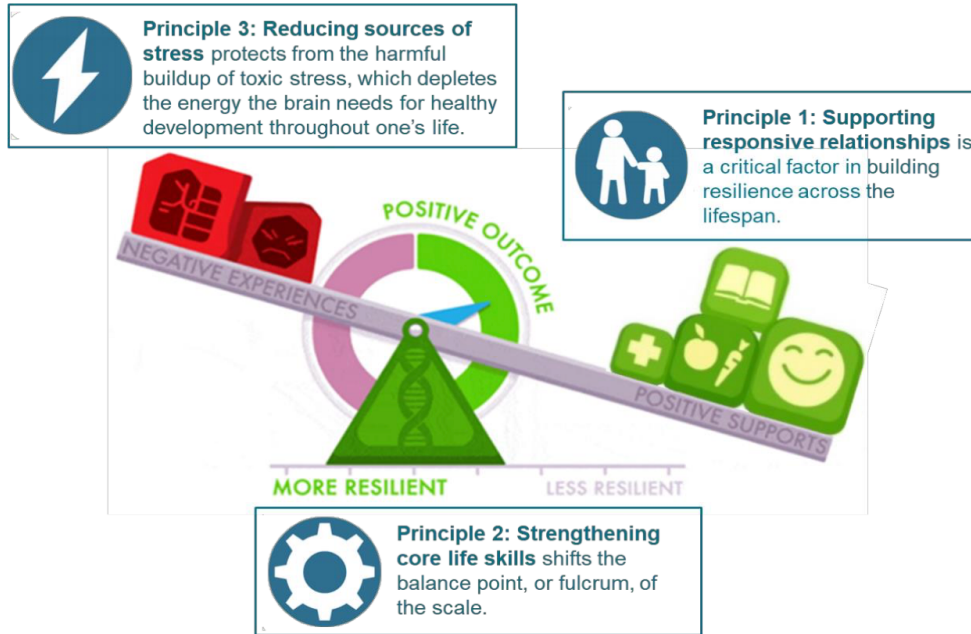 Principle 3: Reducing sources of
stress protects from the harmful
buildup of toxic stress, which depletes
the energy the brain needs for healthy
development throughout one's life.
Principle 1: Supporting
responsive relationships is
a critical factor in building
resilience across the
lifespan.
POSITIVE OUTCOME
NEGATIVE EXPERIENCES
POSITIVE SUPPORTS
MORE RESILIENT
LESS RESILIENT
Principle 2: Strengthening
core life skills shifts the
balance point, or fulcrum, of
the scale.